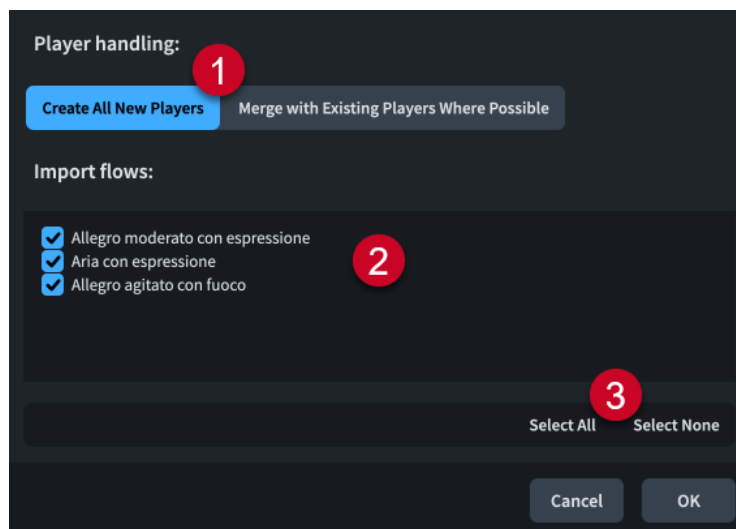 Player handling:
1
Create All New Players Merge with Existing Players Where Possible
Import flows:
Allegro moderato con espressione
Aria con espressione
2
Allegro agitato con fuoco
3
Select All Select None
Cancel OK